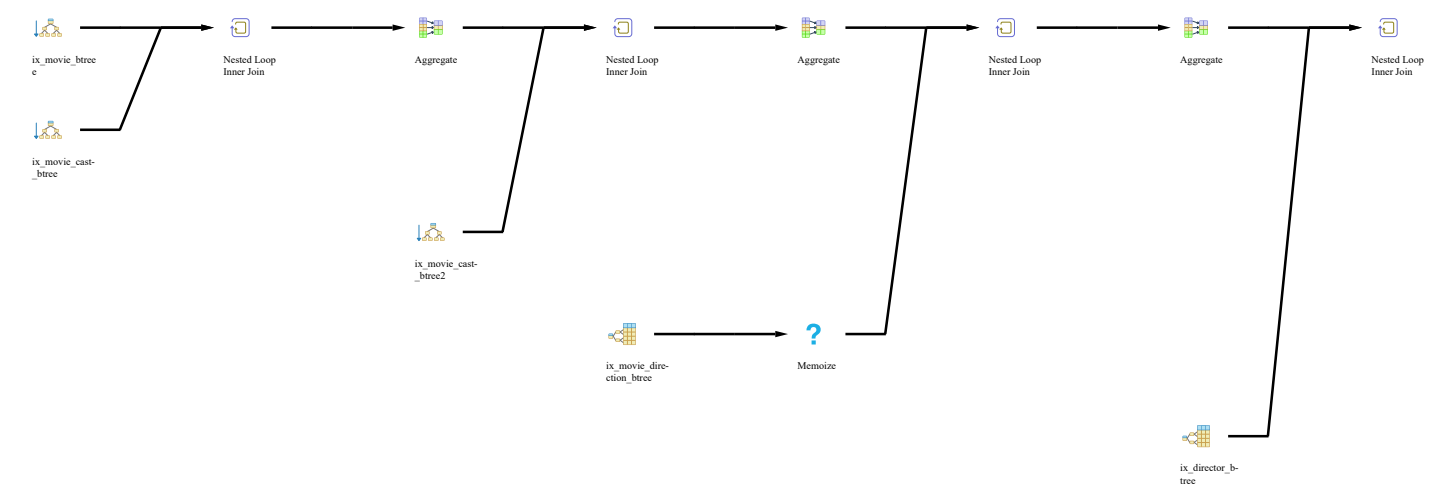 ix_movie_btree
e
Nested Loop
Inner Join
Aggregate
Nested Loop
Inner Join
Aggregate
Nested Loop
Inner Join
Aggregate
Nested Loop
Inner Join
ix_movie_cast-
_btree
ix_movie_cast-
_btree2
?
ix_movie_dire-
ction_btree
Memoize
ix_director_b-
tree